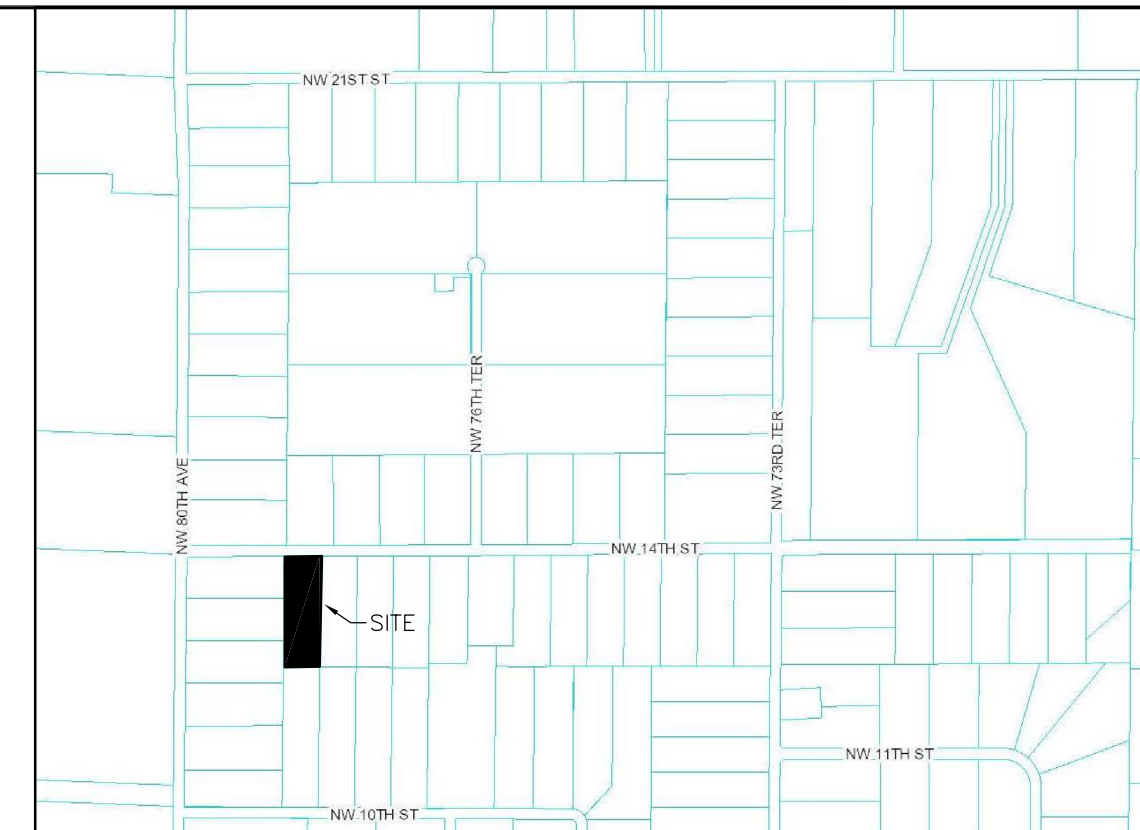 NW 21ST ST
NW 76TH TER
NW 73RD TER
NW 80TH AVE
NW 14TH ST
SITE
NW 11TH ST
NW 10TH ST